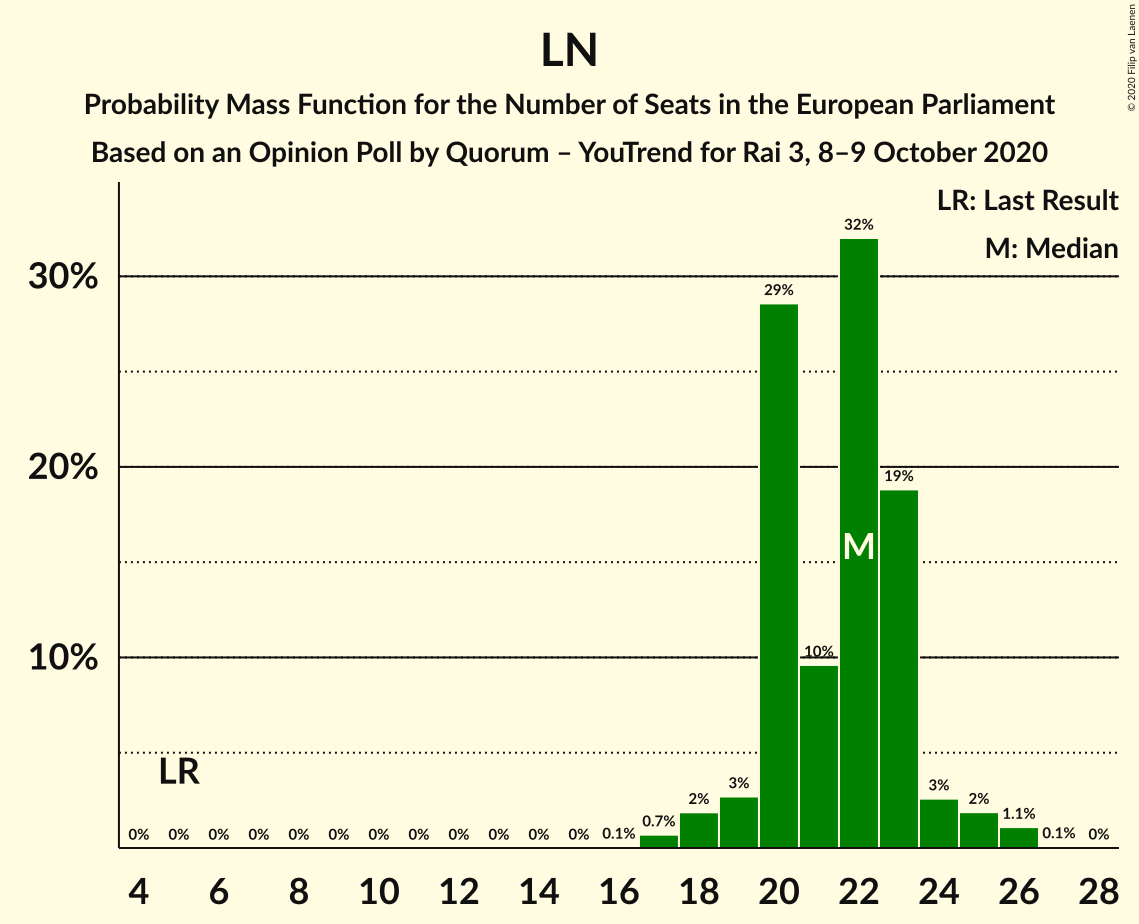 LN
Probability Mass Function for the Number of Seats in the European Parliament
Based on an Opinion Poll by Quorum – YouTrend for Rai 3, 8–9 October 2020
© 2020 Filip van Laenen
LR: Last Result
M: Median
30%
20%
10%
0% 0% 0% 0% 0% 0% 0% 0% 0% 0% 0% 0% 0.1% 0.7% 2% 3% 29% 10% 32% 19% 3% 2% 1.1% 0.1% 0%
LR
M
4 6 8 10 12 14 16 18 20 22 24 26 28